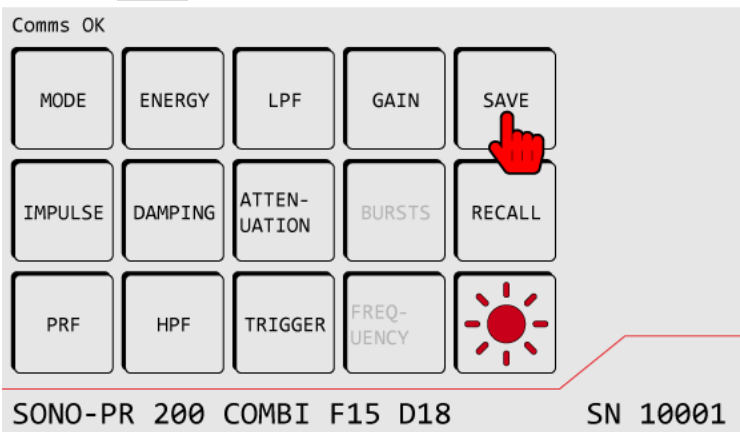 Comms OK
MODE ENERGY LPF GAIN SAVE
IMPULSE DAMPING ATTEN-
UATION BURSTS RECALL
PRF HPF TRIGGER FREQ-
UENCY
SONO-PR 200 COMBI F15 D18 SN 10001